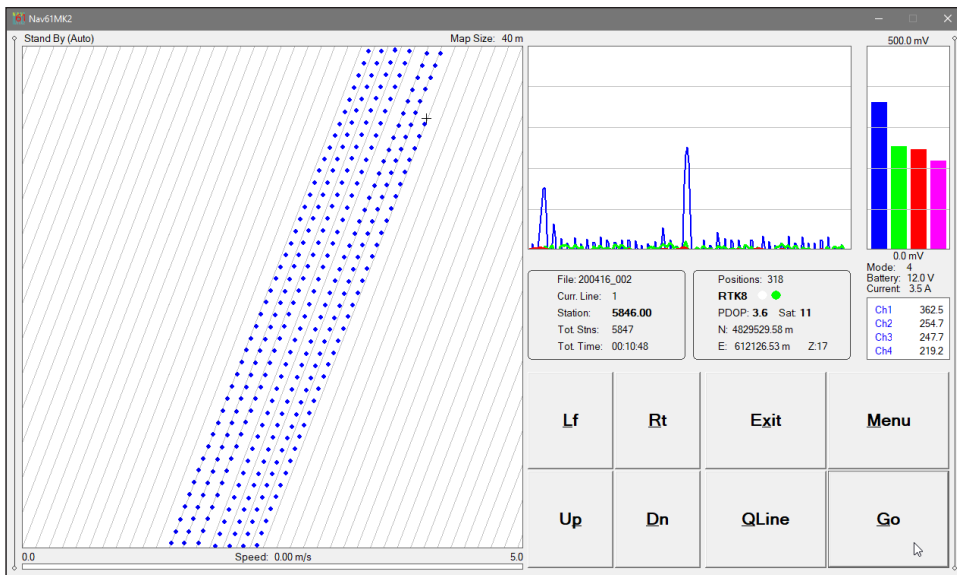 61 Nav61MK2
Stand By (Auto) Map Size: 40 m
500.0 mV
0.0 mV
Mode: 4
Battery: 12.0 V
Current: 3.5 A
File: 200416_002
Curr. Line: 1
Station: 5846.00
Tot. Stns: 5847
Tot. Time: 00:10:48
Positions: 318
RTK8
PDOP: 3.6 Sat: 11
N: 4829529.58 m
E: 612126.53 m Z:17
Ch1 362.5
Ch2 254.7
Ch3 247.7
Ch4 219.2
Lf Rt Exit Menu
Up Dn QLine Go
0.0 Speed: 0.00 m/s 5.0